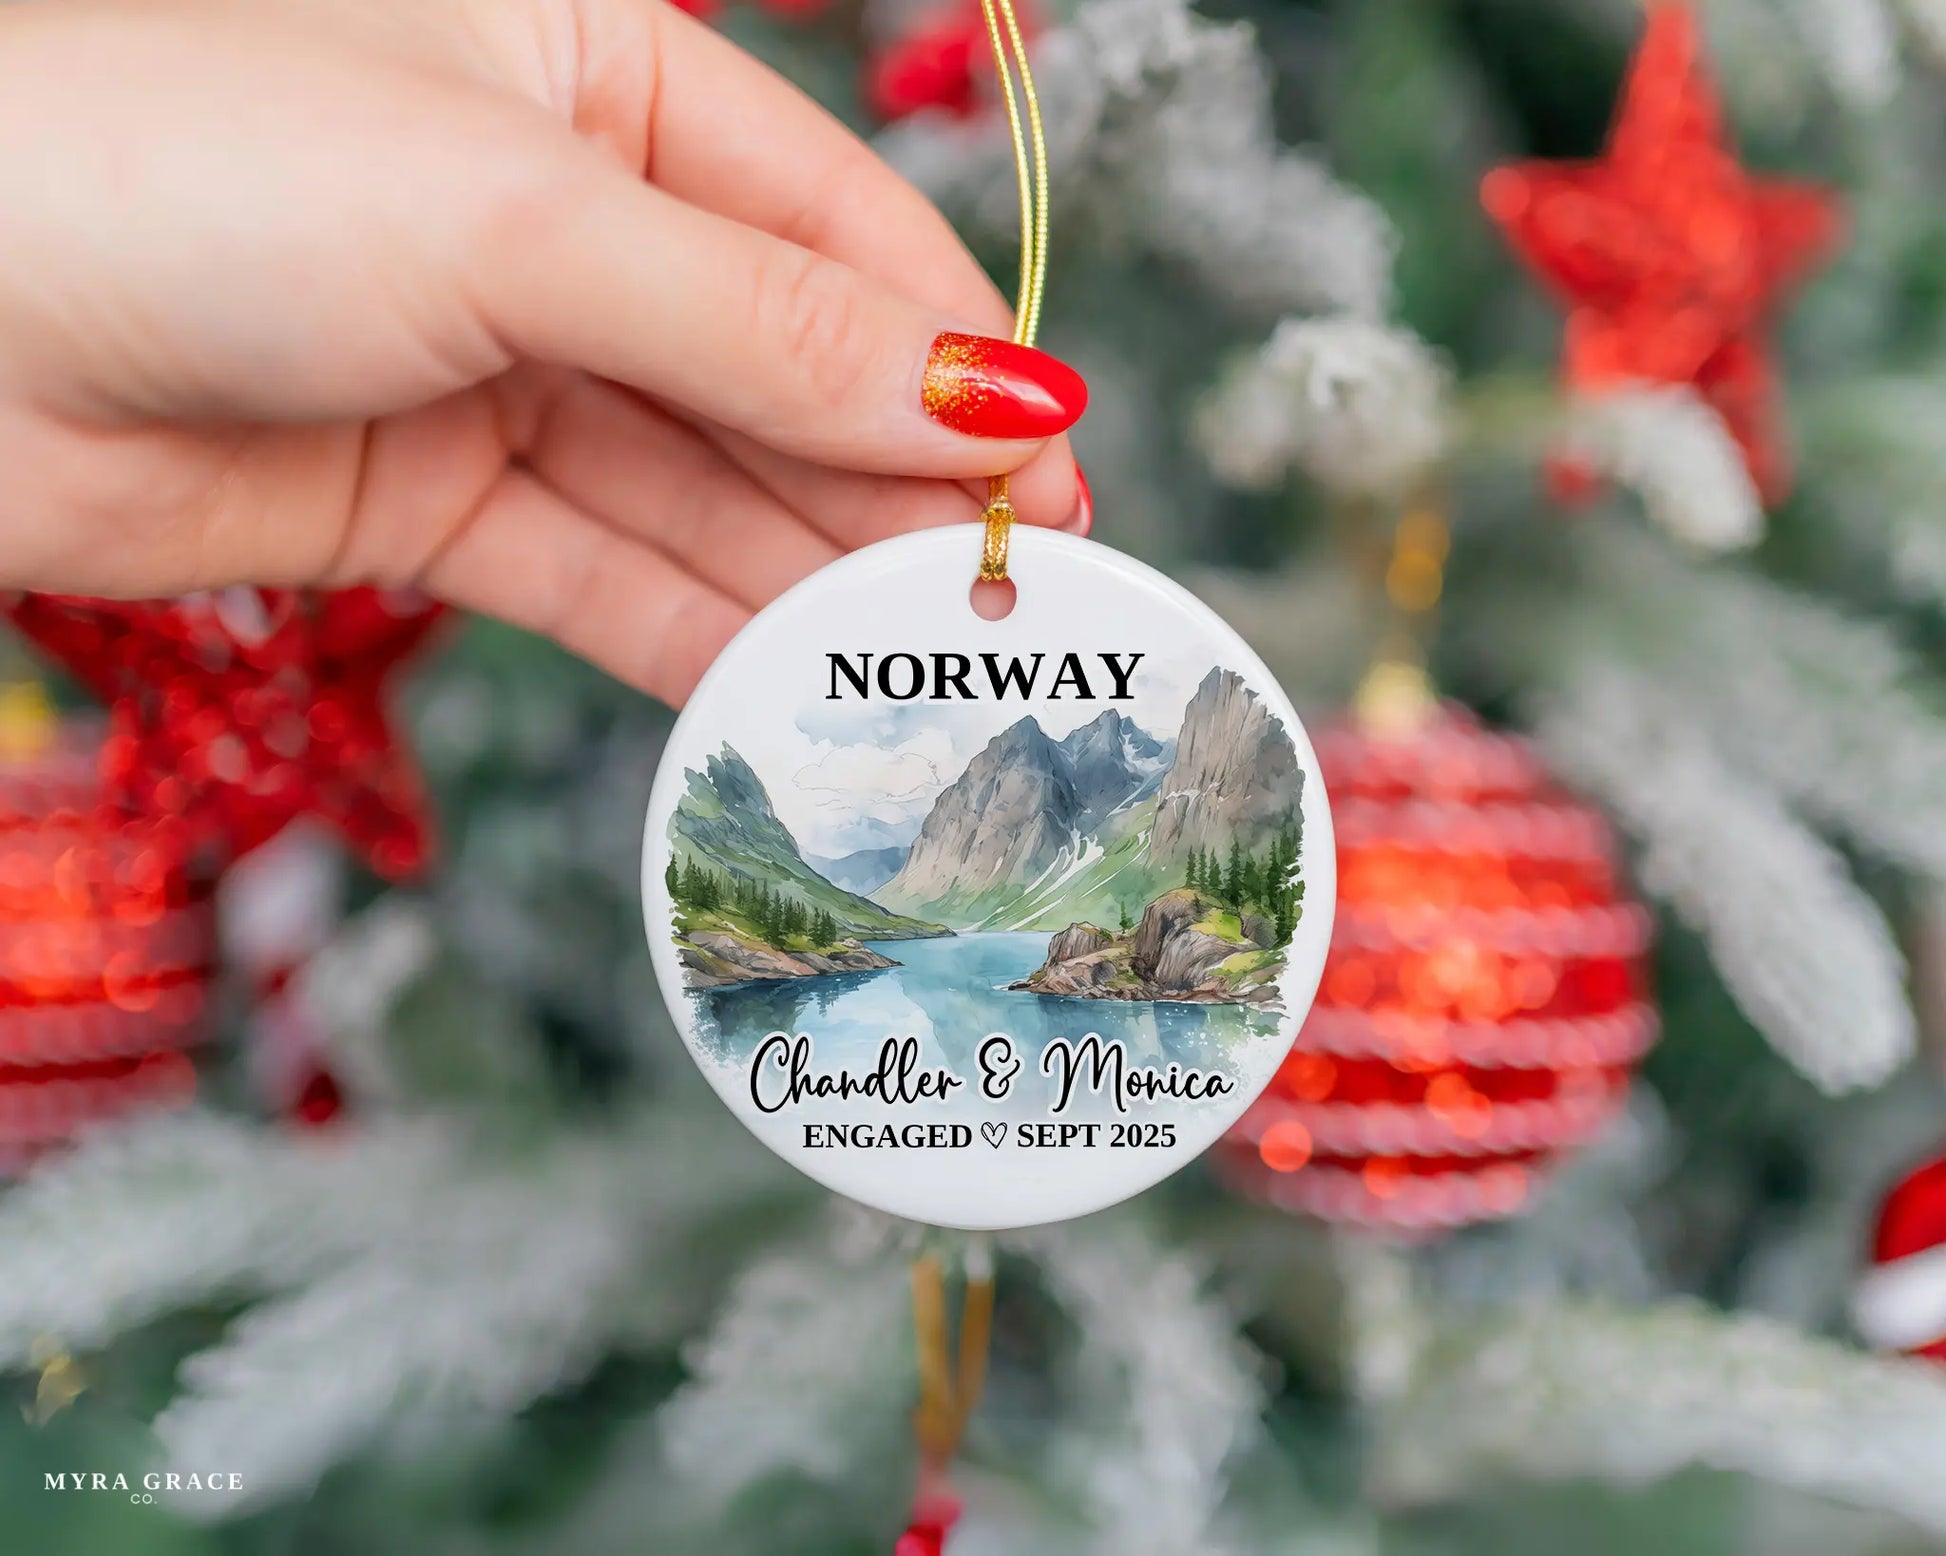 NORWAY
Chandler & Monica
ENGAGED ♡ SEPT 2025
MYRA GRACE
CO.